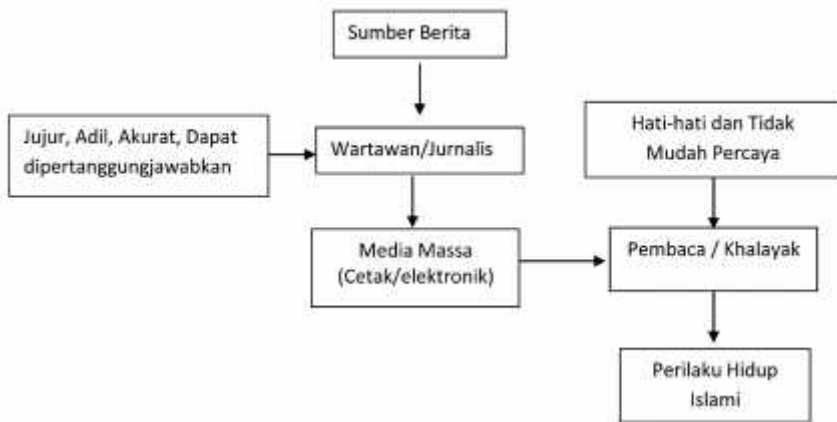 Sumber Berita
Jujur, Adil, Akurat, Dapat
dipertanggungjawabkan
Wartawan/Jurnalis
Hati-hati dan Tidak
Mudah Percaya
Media Massa
(Cetak/elektronik)
Pembaca / Khalayak
Perilaku Hidup
Islami